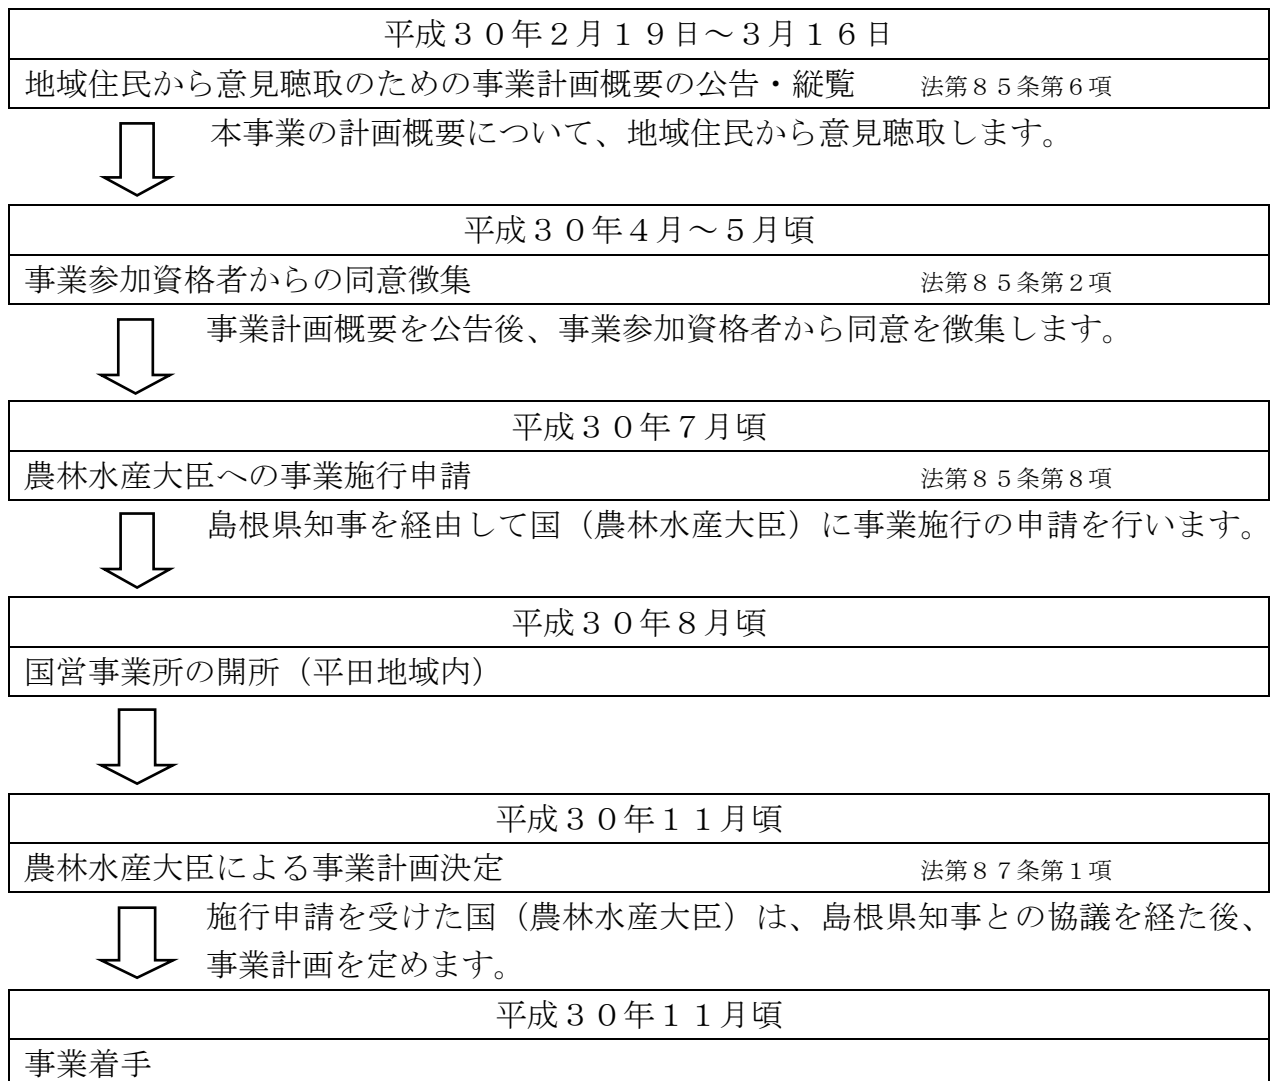 平成３０年２月１９日～３月１６日
地域住民から意見聴取のための事業計画概要の公告・縦覧　法第８５条第６項
本事業の計画概要について、地域住民から意見聴取します。
平成３０年４月～５月頃
事業参加資格者からの同意徴集　法第８５条第２項
事業計画概要を公告後、事業参加資格者から同意を徴集します。
平成３０年７月頃
農林水産大臣への事業施行申請　法第８５条第８項
島根県知事を経由して国（農林水産大臣）に事業施行の申請を行います。
平成３０年８月頃
国営事業所の開所（平田地域内）
平成３０年１１月頃
農林水産大臣による事業計画決定　法第８７条第１項
施行申請を受けた国（農林水産大臣）は、島根県知事との協議を経た後、
事業計画を定めます。
平成３０年１１月頃
事業着手